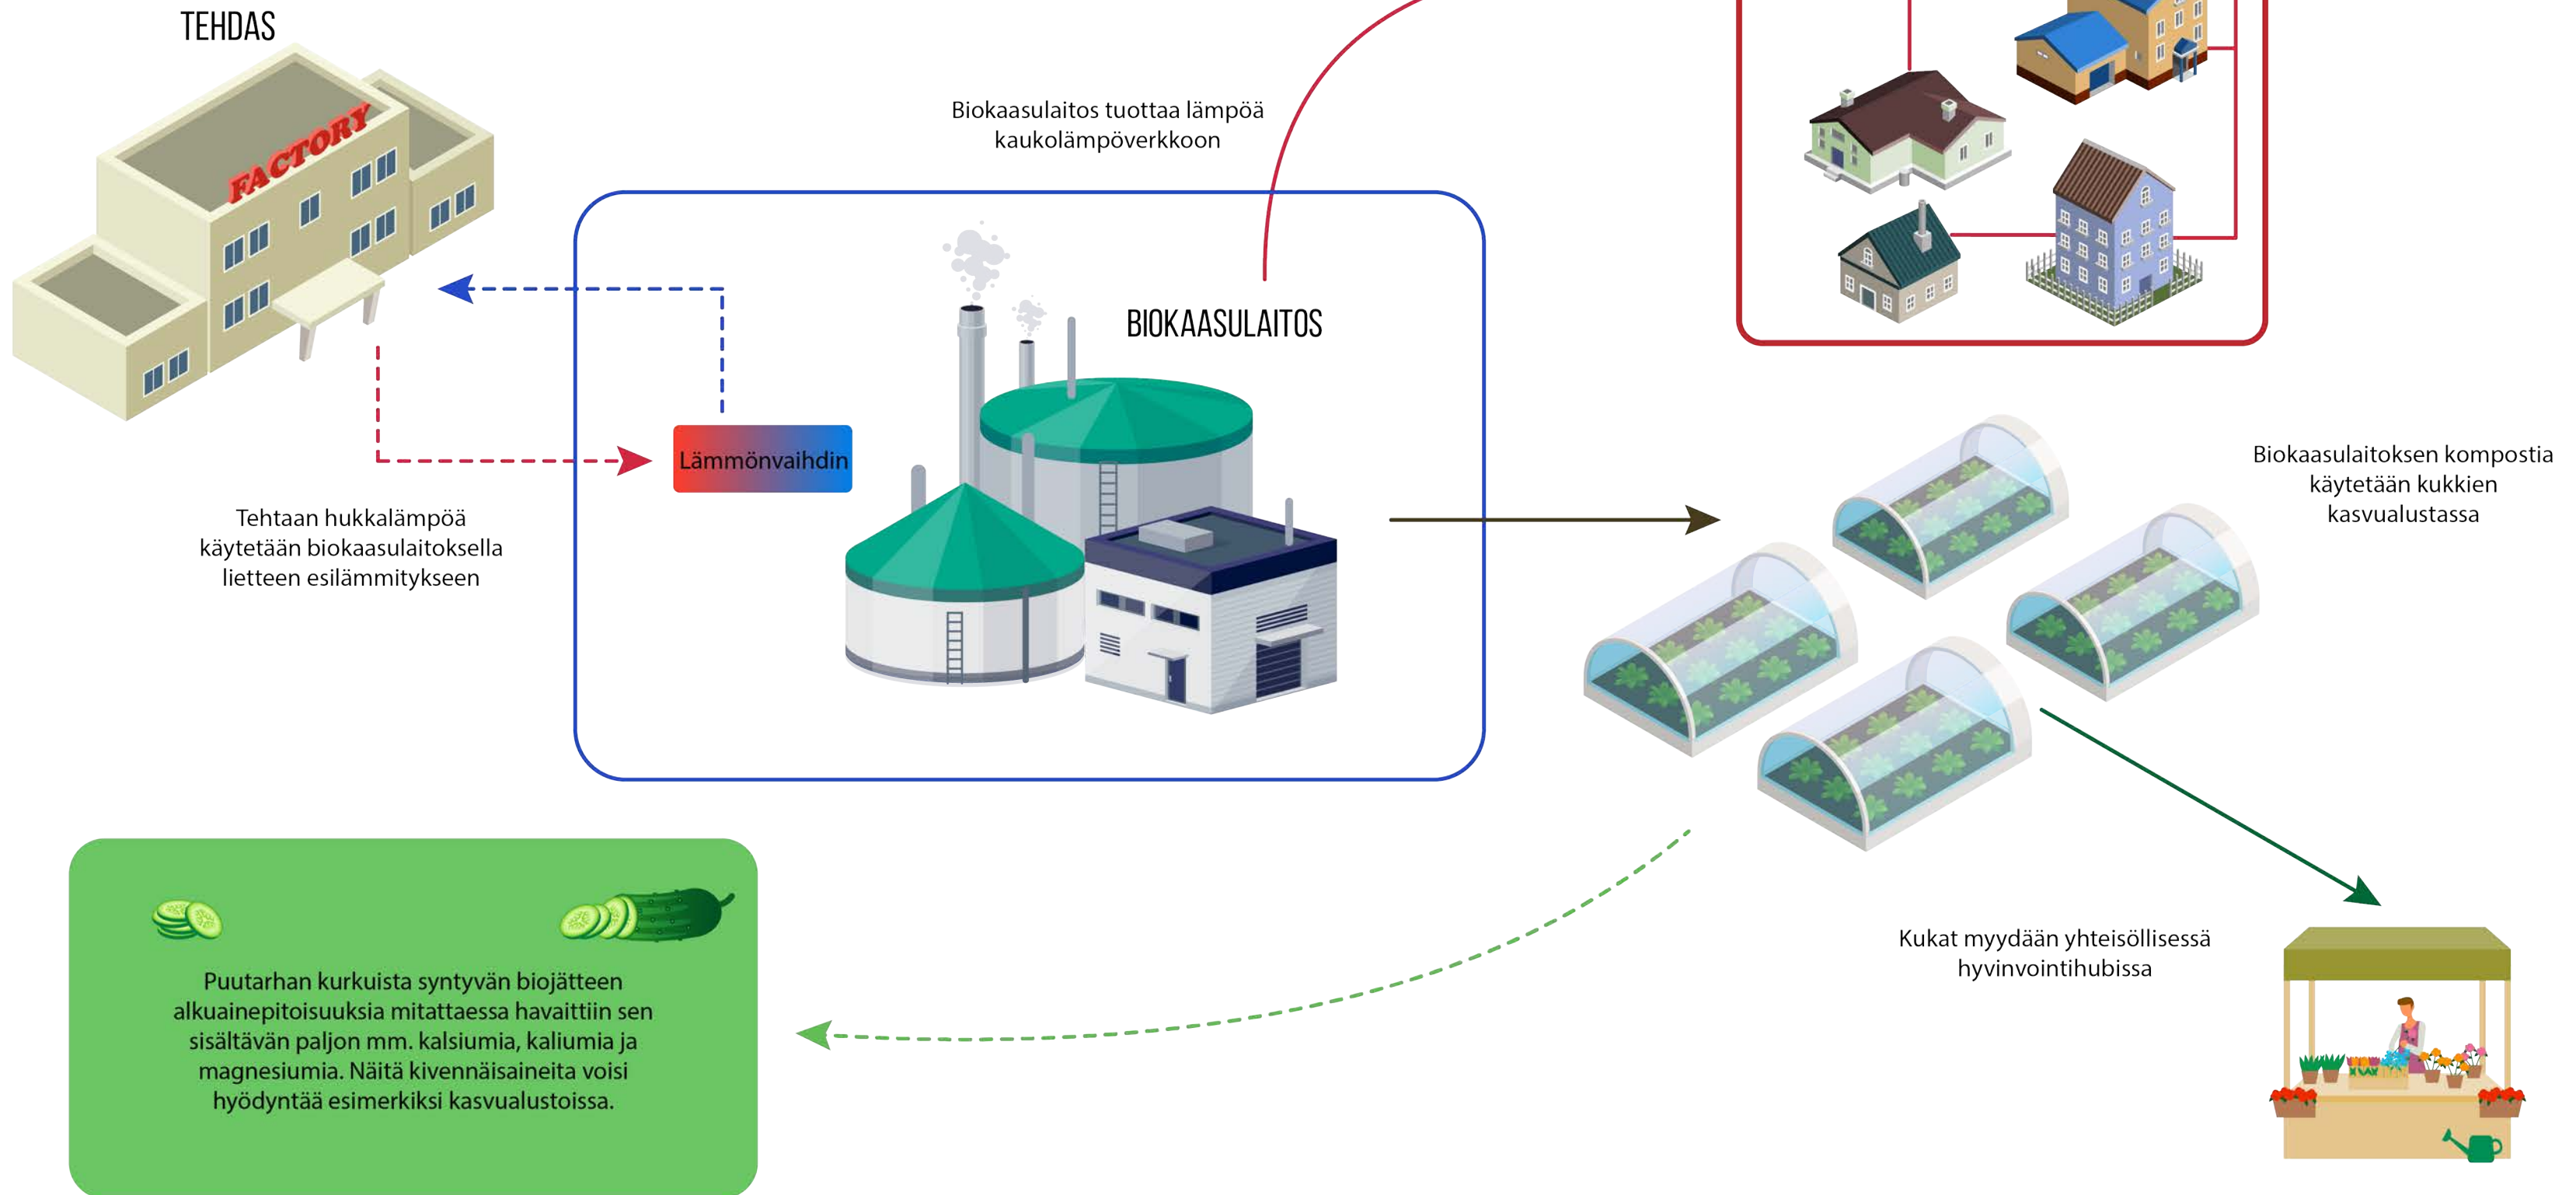 TEHDAS
FACTORY
Biokaasulaitos tuottaa lämpöä
kaukolämpöverkkoon
BIOKAASULAITOS
Lämmönvaihdin
Tehtaan hukkalämpöä
käytetään biokaasulaitoksella
lietteen esilämmitykseen
Biokaasulaitoksen kompostia
käytetään kukkien
kasvualustassa
Kukat myydään yhteisöllisessä
hyvinvointihubissa
Puutarhan kurkuista syntyvän biojätteen
alkuainepitoisuuksia mitattaessa havaittiin sen
sisältävän paljon mm. kalsiumia, kaliumia ja
magnesiumia. Näitä kivennäisaineita voisi
hyödyntää esimerkiksi kasvualustoissa.